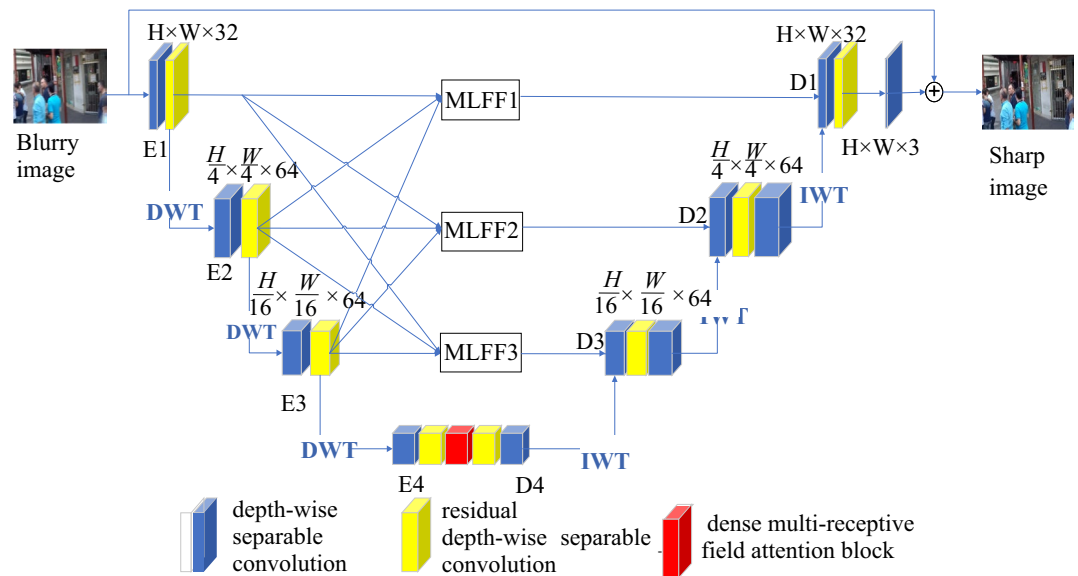 H×W×32
H×W×32
Blurry
image
E1
MLFF1
D1
H×W×3
Sharp
image
H/4 × W/4 × 64
H/4 × W/4 × 64
DWT
IWT
E2
MLFF2
D2
H/16 × W/16 × 64
H/16 × W/16 × 64
DWT
IWT
E3
MLFF3
D3
DWT
IWT
E4
D4
depth-wise
separable
convolution
residual
depth-wise separable
convolution
dense multi-receptive
field attention block